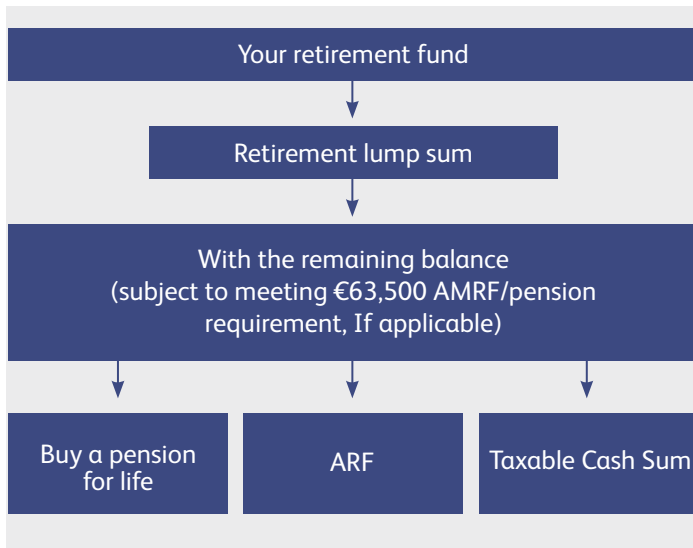 Your retirement fund
Retirement lump sum
With the remaining balance
(subject to meeting €63,500 AMRF/pension
requirement, If applicable)
Buy a pension
for life
ARF
Taxable Cash Sum